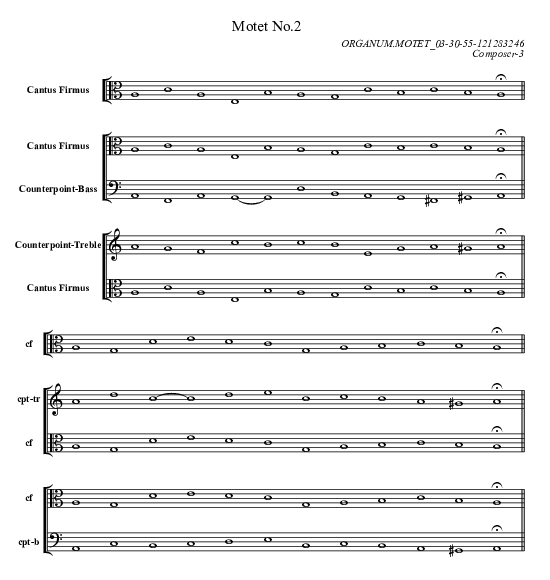 Motet No.2
ORGANUM.MOTET_03-30-55-121283246
Composer-3
Cantus Firmus
Cantus Firmus
Counterpoint-Bass
Counterpoint-Treble
Cantus Firmus
cf
cpt-tr
cf
cf
cpt-b